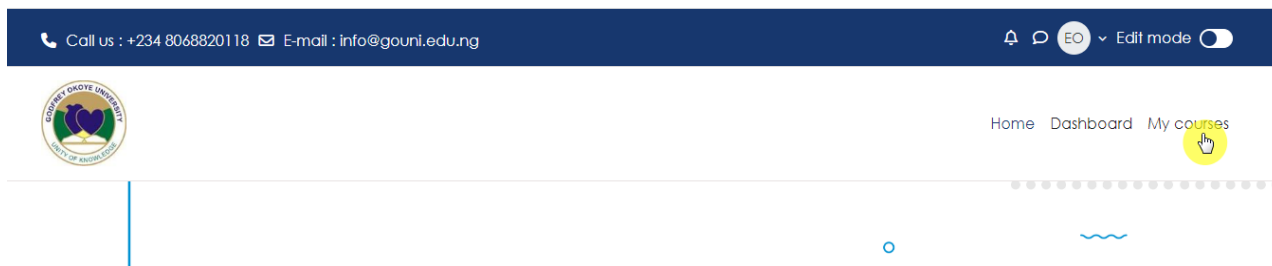 Call us : +234 8068820118 E-mail : info@gouni.edu.ng
EO Edit mode
GODFREY OKOYE UNIVERSITY
UNITY OF KNOWLEDGE
Home Dashboard My courses